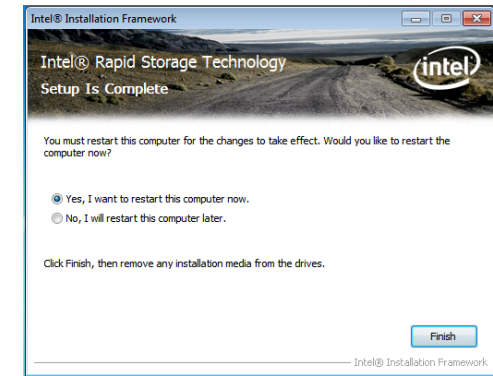 Intel® Installation Framework
Intel® Rapid Storage Technology
intel
Setup Is Complete
You must restart this computer for the changes to take effect. Would you like to restart the
computer now?
Yes, I want to restart this computer now.
No, I will restart this computer later.
Click Finish, then remove any installation media from the drives.
Finish
Intel® Installation Framework